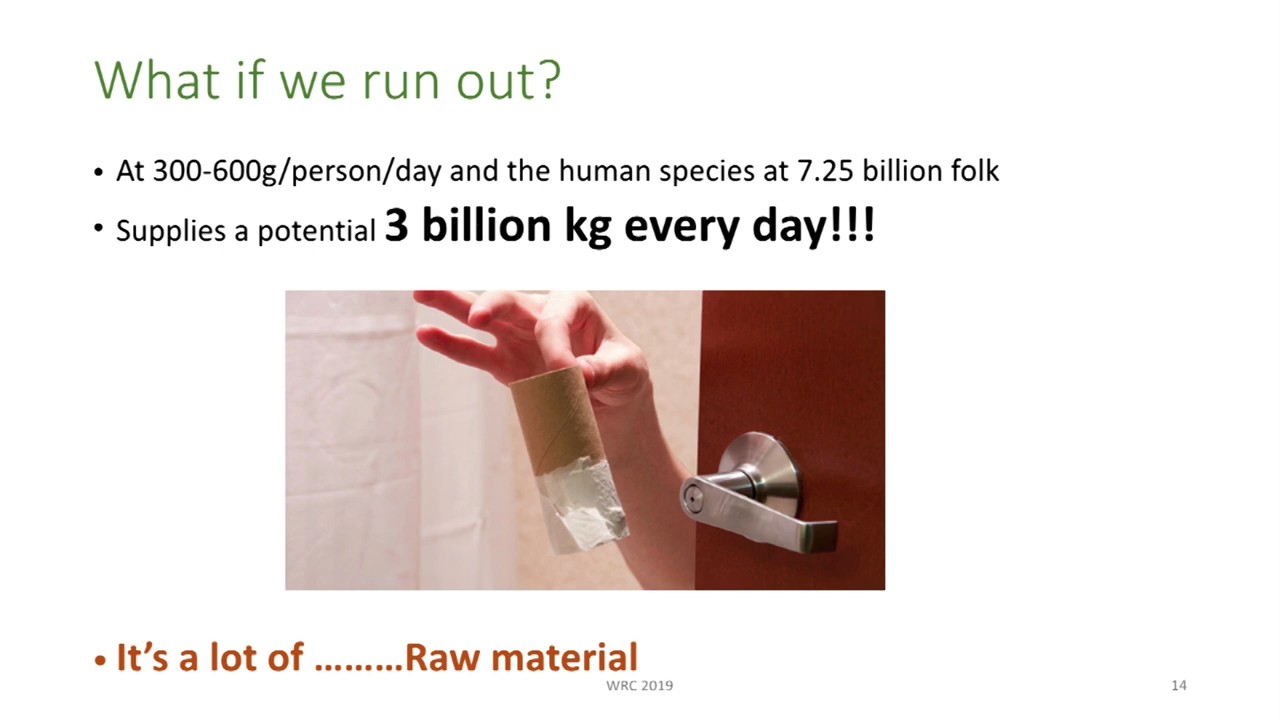 What if we run out?
• At 300-600g/person/day and the human species at 7.25 billion folk
• Supplies a potential 3 billion kg every day!!!
• It’s a lot of ………Raw material
WRC 2019
14